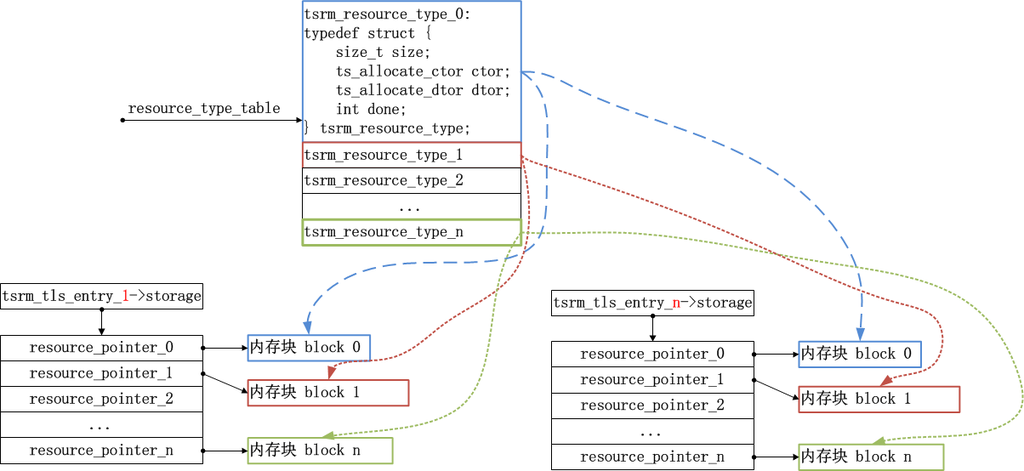 tsrm_resource_type_0:
typedef struct {
size_t size;
ts_allocate_ctor ctor;
ts_allocate_dtor dtor;
int done;
} tsrm_resource_type;
resource_type_table
tsrm_resource_type_1
tsrm_resource_type_2
...
tsrm_resource_type_n
tsrm_tls_entry_1->storage
resource_pointer_0
resource_pointer_1
resource_pointer_2
...
resource_pointer_n
内存块 block 0
内存块 block 1
内存块 block n
tsrm_tls_entry_n->storage
resource_pointer_0
resource_pointer_1
resource_pointer_2
...
resource_pointer_n
内存块 block 0
内存块 block 1
内存块 block n